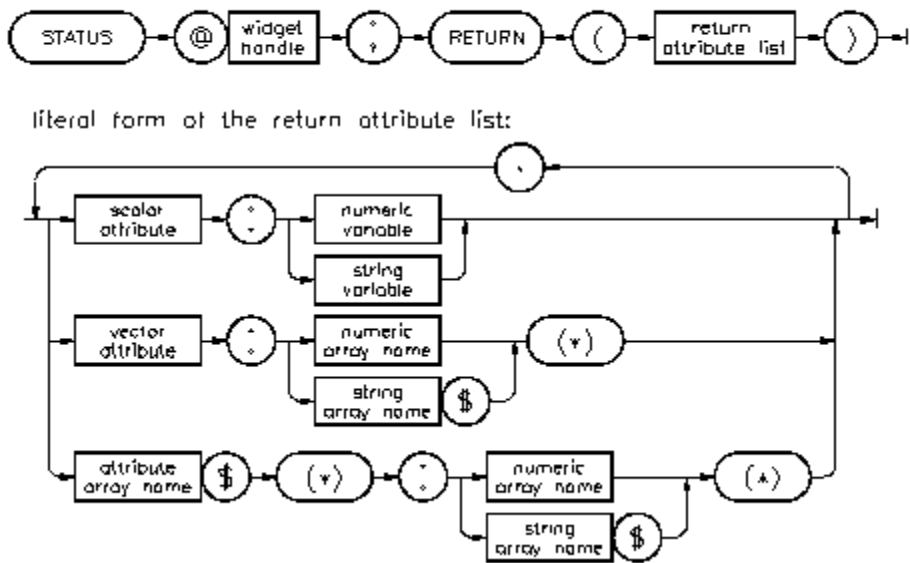 STATUS @ widget handle ; RETURN ( return attribute list )
literal form of the return attribute list:
,
scalar attribute : numeric variable
string variable
vector attribute : numeric array name (*)
string array name $
attribute array name $ (*) : numeric array name (*)
string array name $